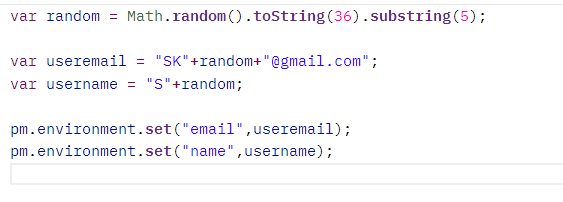 var random = Math.random().toString(36).substring(5);
var useremail = "SK"+random+"@gmail.com";
var username = "S"+random;
pm.environment.set("email",useremail);
pm.environment.set("name",username);